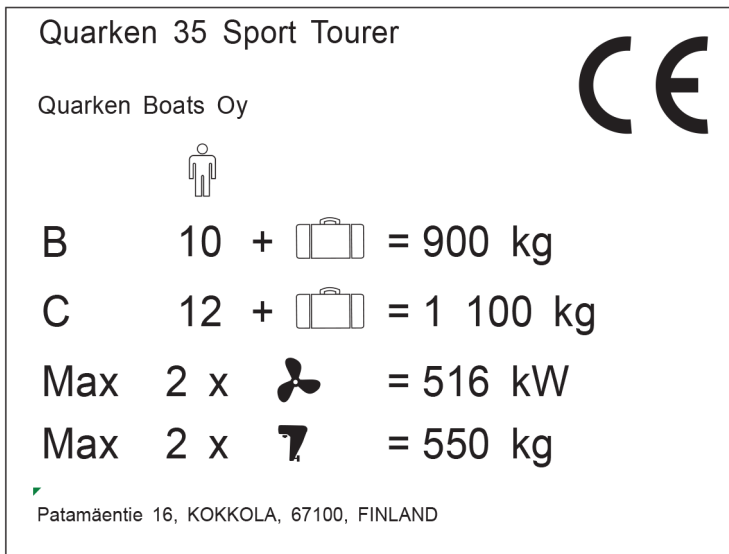 Quarken 35 Sport Tourer
CE
Quarken Boats Oy
B 10 + = 900 kg
C 12 + = 1 100 kg
Max 2 x = 516 kW
Max 2 x = 550 kg
Patamäentie 16, KOKKOLA, 67100, FINLAND